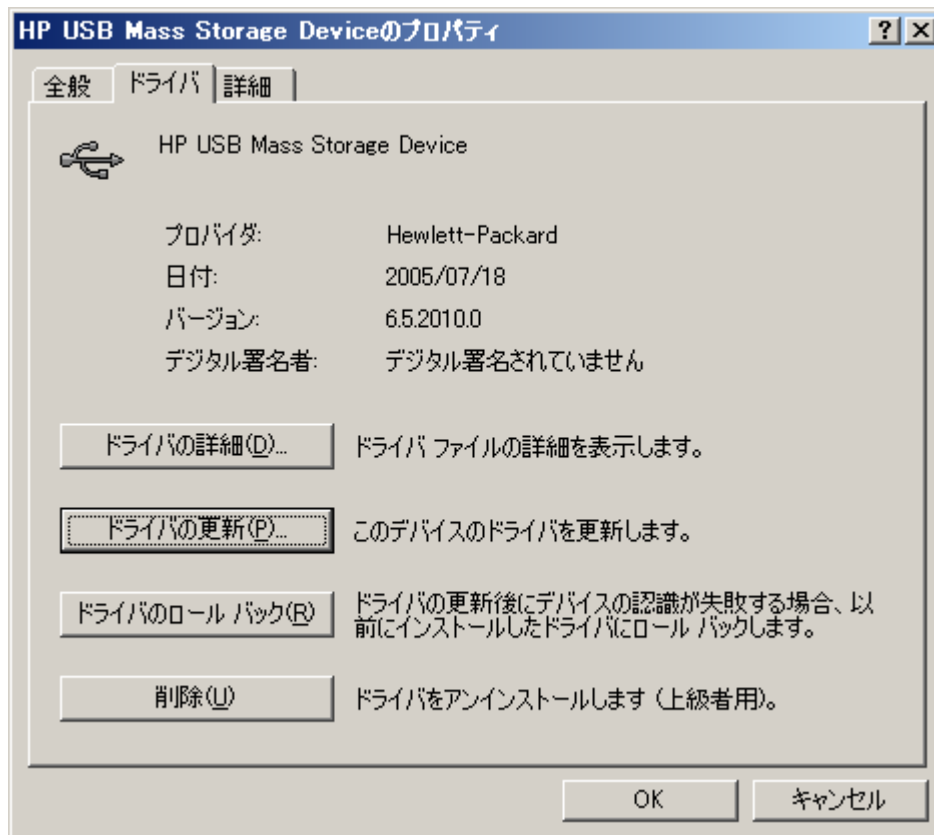 HP USB Mass Storage Deviceのプロパティ
全般 ドライバ 詳細
HP USB Mass Storage Device
プロバイダ: Hewlett-Packard
日付: 2005/07/18
バージョン: 6.5.2010.0
デジタル署名者: デジタル署名されていません
ドライバの詳細(D)... ドライバ ファイルの詳細を表示します。
ドライバの更新(P)... このデバイスのドライバを更新します。
ドライバのロール バック(R) ドライバの更新後にデバイスの認識が失敗する場合、以
前にインストールしたドライバにロール バックします。
削除(U) ドライバをアンインストールします (上級者用)。
OK キャンセル